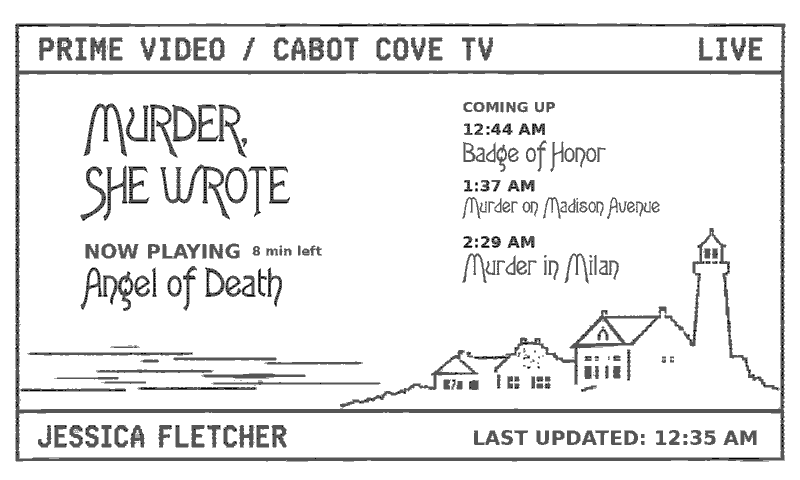 PRIME VIDEO / CABOT COVE TV
LIVE
MURDER,
SHE WROTE
NOW PLAYING 8 min left
Angel of Death
COMING UP
12:44 AM
Badge of Honor
1:37 AM
Murder on Madison Avenue
2:29 AM
Murder in Milan
JESSICA FLETCHER
LAST UPDATED: 12:35 AM